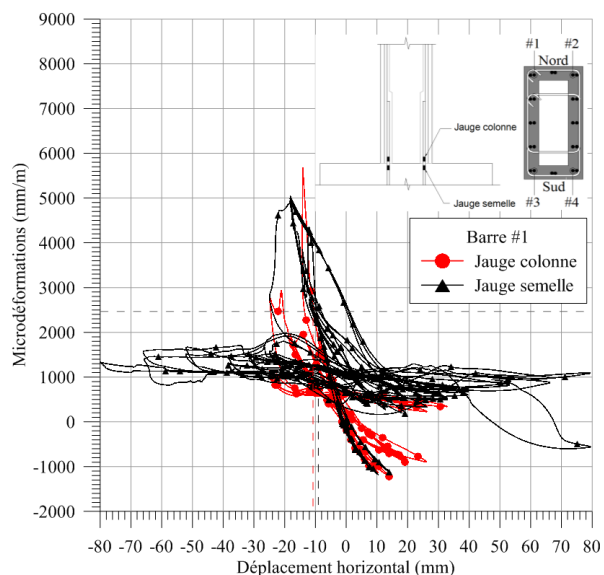 9000
8000
7000
6000
5000
4000
3000
2000
1000
0
-1000
-2000
Microdéformations (mm/m)
-80 -70 -60 -50 -40 -30 -20 -10 0 10 20 30 40 50 60 70 80
Déplacement horizontal (mm)
Jauge colonne
Jauge semelle
#1 #2
Nord
Sud
#3 #4
Barre #1
Jauge colonne
Jauge semelle